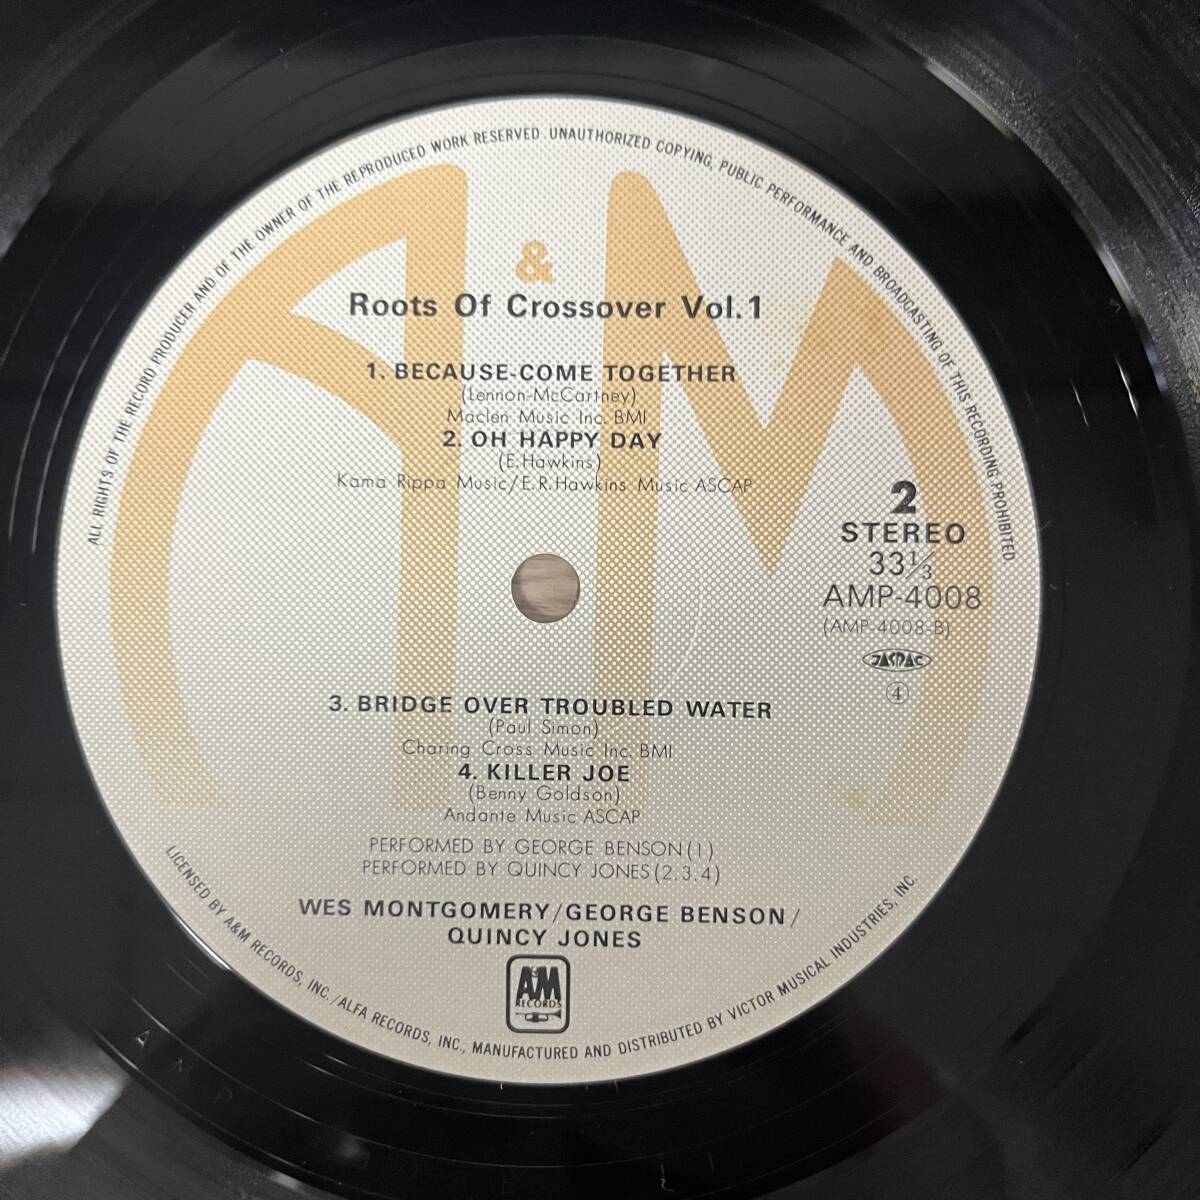 ALL RIGHTS OF THE RECORD PRODUCER AND OF THE OWNER OF THE REPRODUCED WORK RESERVED. UNAUTHORIZED COPYING, PUBLIC PERFORMANCE AND BROADCASTING OF THIS RECORDING PROHIBITED
A & M
Roots Of Crossover Vol.1
1. BECAUSE-COME TOGETHER
(Lennon-McCartney)
Maclen Music Inc. BMI
2. OH HAPPY DAY
(E.Hawkins)
Kama Rippa Music/E.R.Hawkins Music ASCAP
2
STEREO
33⅓
AMP-4008
(AMP-4008-B)
JASRAC
④
3. BRIDGE OVER TROUBLED WATER
(Paul Simon)
Charing Cross Music Inc. BMI
4. KILLER JOE
(Benny Goldson)
Andante Music ASCAP
PERFORMED BY GEORGE BENSON(1)
PERFORMED BY QUINCY JONES(2.3.4)
WES MONTGOMERY/GEORGE BENSON/
QUINCY JONES
A&M
RECORDS
LICENSED BY A&M RECORDS, INC./ALFA RECORDS, INC., MANUFACTURED AND DISTRIBUTED BY VICTOR MUSICAL INDUSTRIES, INC.